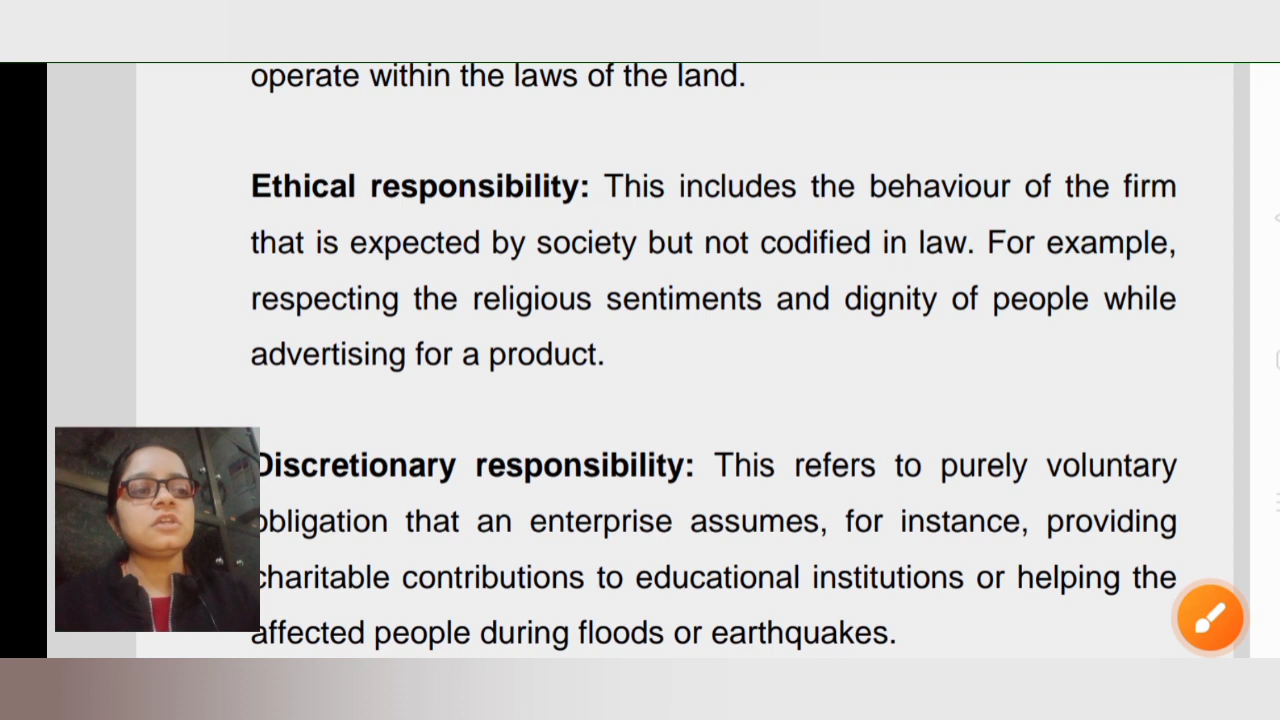 operate within the laws of the land.
Ethical responsibility: This includes the behaviour of the firm
that is expected by society but not codified in law. For example,
respecting the religious sentiments and dignity of people while
advertising for a product.
Discretionary responsibility: This refers to purely voluntary
obligation that an enterprise assumes, for instance, providing
charitable contributions to educational institutions or helping the
affected people during floods or earthquakes.